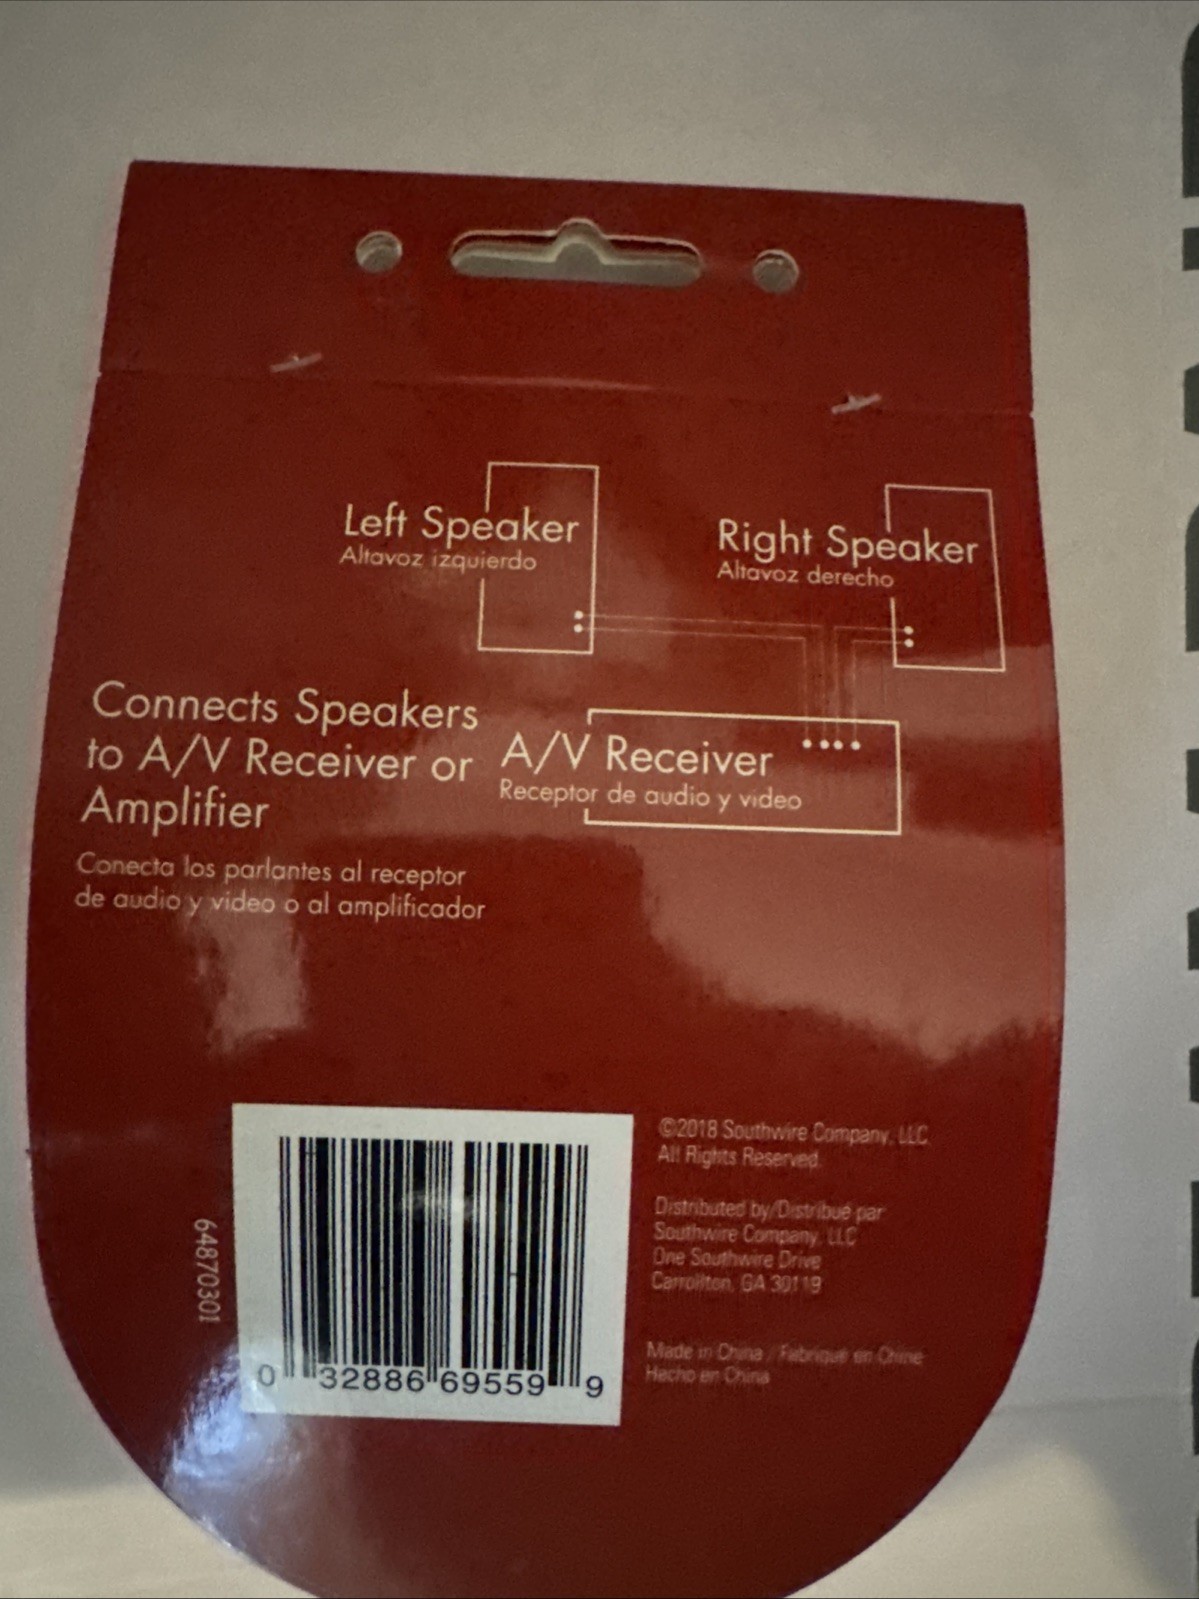 Left Speaker
Altavoz izquierdo
Right Speaker
Altavoz derecho
Connects Speakers
to A/V Receiver or
Amplifier
Conecta los parlantes al receptor
de audio y video o al amplificador
A/V Receiver
Receptor de audio y video
64870301
0 32886 69559 9
©2018 Southwire Company, LLC.
All Rights Reserved.
Distributed by/Distribué par
Southwire Company, LLC
One Southwire Drive
Carrollton, GA 30119
Made in China / Fabriqué en Chine
Hecho en China